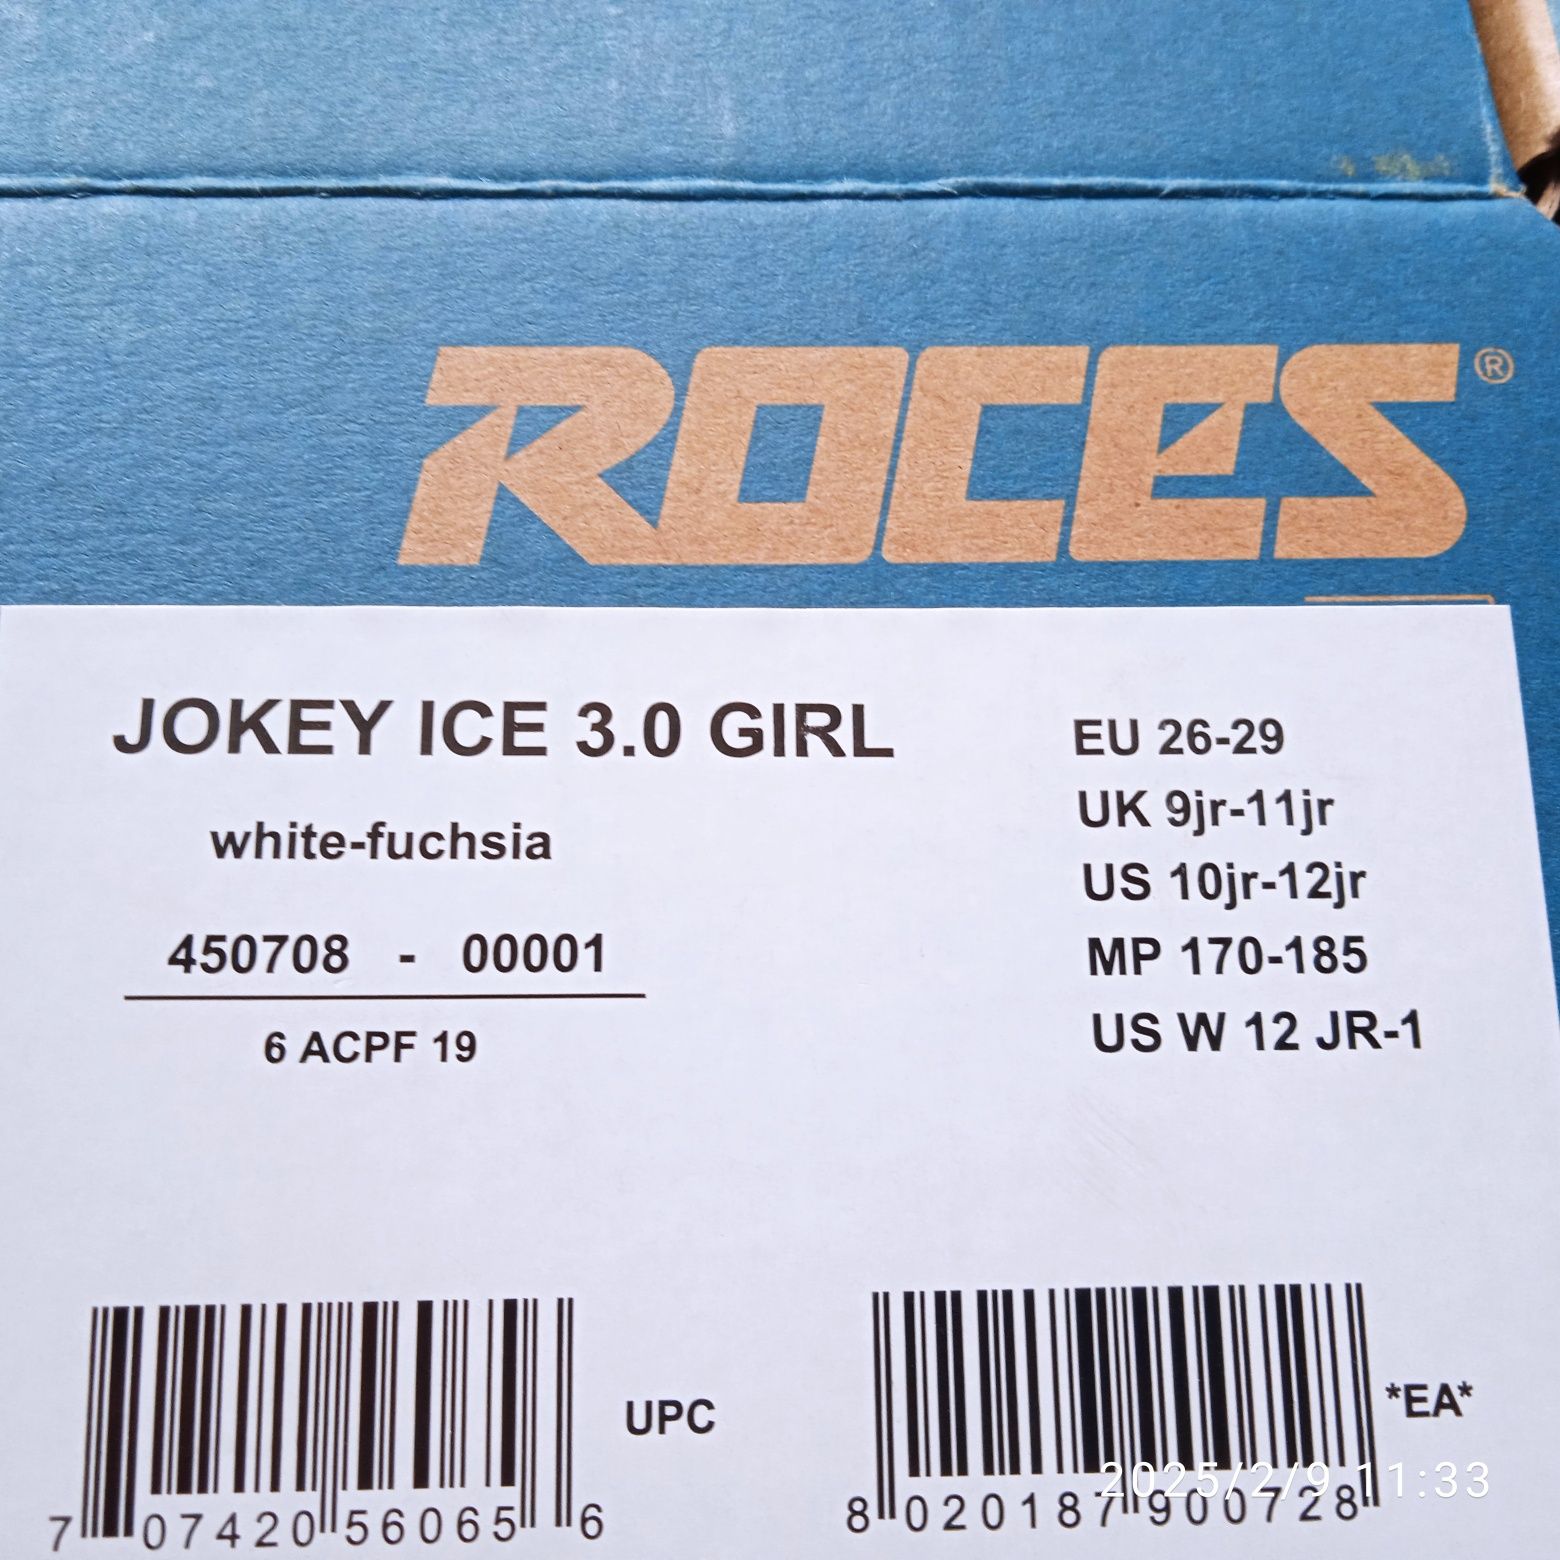 ROCES®
JOKEY ICE 3.0 GIRL
white-fuchsia
450708 - 00001
6 ACPF 19
EU 26-29
UK 9jr-11jr
US 10jr-12jr
MP 170-185
US W 12 JR-1
UPC
7 07420 56065 6
*EA*
8 020187 900728
2025/2/9 11:33